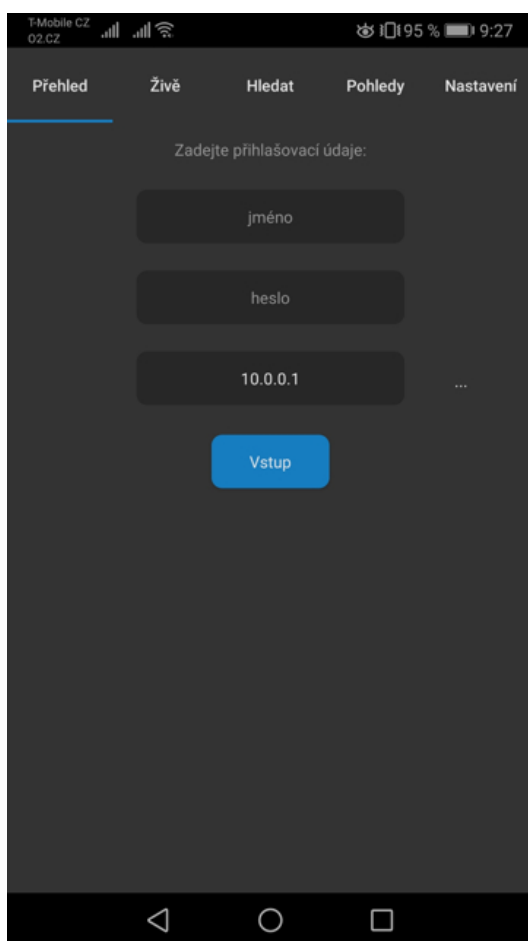 T-Mobile CZ
O2.CZ
95 % 9:27
Přehled Živě Hledat Pohledy Nastavení
Zadejte přihlašovací údaje:
jméno
heslo
10.0.0.1 ...
Vstup